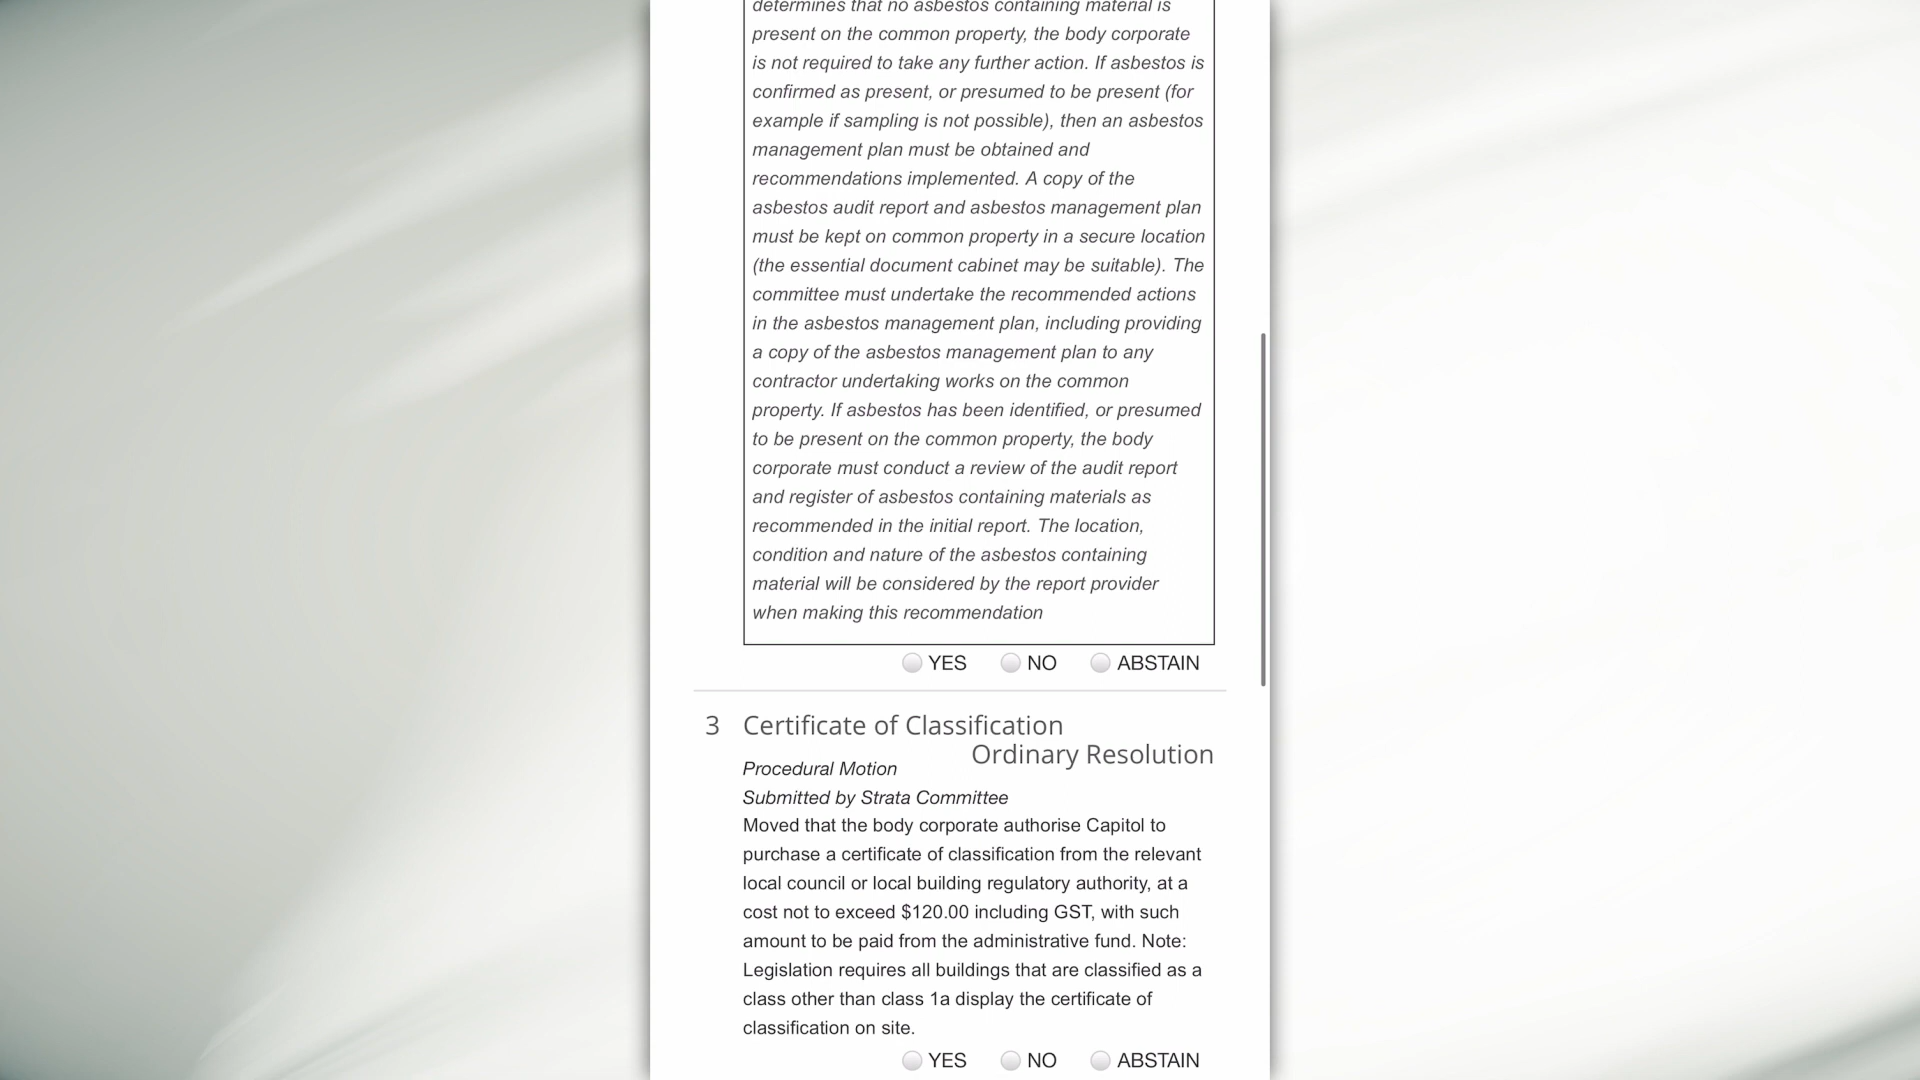 determines that no asbestos containing material is
present on the common property, the body corporate
is not required to take any further action. If asbestos is
confirmed as present, or presumed to be present (for
example if sampling is not possible), then an asbestos
management plan must be obtained and
recommendations implemented. A copy of the
asbestos audit report and asbestos management plan
must be kept on common property in a secure location
(the essential document cabinet may be suitable). The
committee must undertake the recommended actions
in the asbestos management plan, including providing
a copy of the asbestos management plan to any
contractor undertaking works on the common
property. If asbestos has been identified, or presumed
to be present on the common property, the body
corporate must conduct a review of the audit report
and register of asbestos containing materials as
recommended in the initial report. The location,
condition and nature of the asbestos containing
material will be considered by the report provider
when making this recommendation
YES NO ABSTAIN
3 Certificate of Classification
Ordinary Resolution
Procedural Motion
Submitted by Strata Committee
Moved that the body corporate authorise Capitol to
purchase a certificate of classification from the relevant
local council or local building regulatory authority, at a
cost not to exceed $120.00 including GST, with such
amount to be paid from the administrative fund. Note:
Legislation requires all buildings that are classified as a
class other than class 1a display the certificate of
classification on site.
YES NO ABSTAIN